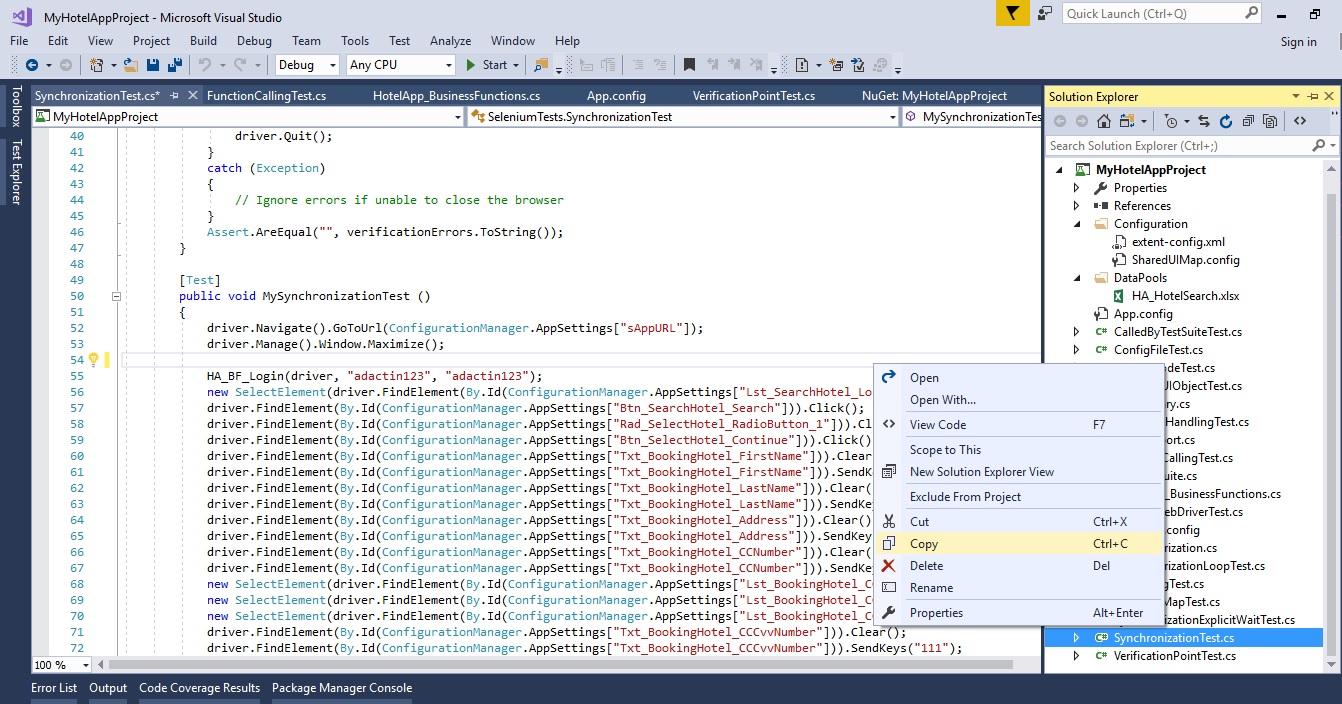 MyHotelAppProject - Microsoft Visual Studio
Quick Launch (Ctrl+Q)
File Edit View Project Build Debug Team Tools Test Analyze Window Help
Sign in
Debug Any CPU Start
Toolbox
Test Explorer
SynchronizationTest.cs* FunctionCallingTest.cs HotelApp_BusinessFunctions.cs App.config VerificationPointTest.cs NuGet: MyHotelAppProject
MyHotelAppProject SeleniumTests.SynchronizationTest MySynchronizationTes
40 driver.Quit();
41 }
42 catch (Exception)
43 {
44 // Ignore errors if unable to close the browser
45 }
46 Assert.AreEqual("", verificationErrors.ToString());
47 }
48
49 [Test]
50 public void MySynchronizationTest ()
51 {
52 driver.Navigate().GoToUrl(ConfigurationManager.AppSettings["sAppURL"]);
53 driver.Manage().Window.Maximize();
54
55 HA_BF_Login(driver, "adactin123", "adactin123");
56 new SelectElement(driver.FindElement(By.Id(ConfigurationManager.AppSettings["Lst_SearchHotel_Lo
57 driver.FindElement(By.Id(ConfigurationManager.AppSettings["Btn_SearchHotel_Search"])).Click();
58 driver.FindElement(By.Id(ConfigurationManager.AppSettings["Rad_SelectHotel_RadioButton_1"])).Cl
59 driver.FindElement(By.Id(ConfigurationManager.AppSettings["Btn_SelectHotel_Continue"])).Click()
60 driver.FindElement(By.Id(ConfigurationManager.AppSettings["Txt_BookingHotel_FirstName"])).Clear
61 driver.FindElement(By.Id(ConfigurationManager.AppSettings["Txt_BookingHotel_FirstName"])).SendK
62 driver.FindElement(By.Id(ConfigurationManager.AppSettings["Txt_BookingHotel_LastName"])).Clear(
63 driver.FindElement(By.Id(ConfigurationManager.AppSettings["Txt_BookingHotel_LastName"])).SendKe
64 driver.FindElement(By.Id(ConfigurationManager.AppSettings["Txt_BookingHotel_Address"])).Clear()
65 driver.FindElement(By.Id(ConfigurationManager.AppSettings["Txt_BookingHotel_Address"])).SendKey
66 driver.FindElement(By.Id(ConfigurationManager.AppSettings["Txt_BookingHotel_CCNumber"])).Clear(
67 driver.FindElement(By.Id(ConfigurationManager.AppSettings["Txt_BookingHotel_CCNumber"])).SendKe
68 new SelectElement(driver.FindElement(By.Id(ConfigurationManager.AppSettings["Lst_BookingHotel_C
69 new SelectElement(driver.FindElement(By.Id(ConfigurationManager.AppSettings["Lst_BookingHotel_C
70 new SelectElement(driver.FindElement(By.Id(ConfigurationManager.AppSettings["Lst_BookingHotel_C
71 driver.FindElement(By.Id(ConfigurationManager.AppSettings["Txt_BookingHotel_CCCvvNumber"])).Clear();
72 driver.FindElement(By.Id(ConfigurationManager.AppSettings["Txt_BookingHotel_CCCvvNumber"])).SendKeys("111");
100 %
Open
Open With...
View Code F7
Scope to This
New Solution Explorer View
Exclude From Project
Cut Ctrl+X
Copy Ctrl+C
Delete Del
Rename
Properties Alt+Enter
Solution Explorer
Search Solution Explorer (Ctrl+;)
MyHotelAppProject
Properties
References
Configuration
extent-config.xml
SharedUIMap.config
DataPools
HA_HotelSearch.xlsx
App.config
CalledByTestSuiteTest.cs
ConfigFileTest.cs
deTest.cs
UIObjectTest.cs
ry.cs
HandlingTest.cs
ort.cs
CallingTest.cs
uite.cs
_BusinessFunctions.cs
ebDriverTest.cs
config
rization.cs
rizationLoopTest.cs
gTest.cs
MapTest.cs
nizationExplicitWaitTest.cs
SynchronizationTest.cs
VerificationPointTest.cs
Error List Output Code Coverage Results Package Manager Console